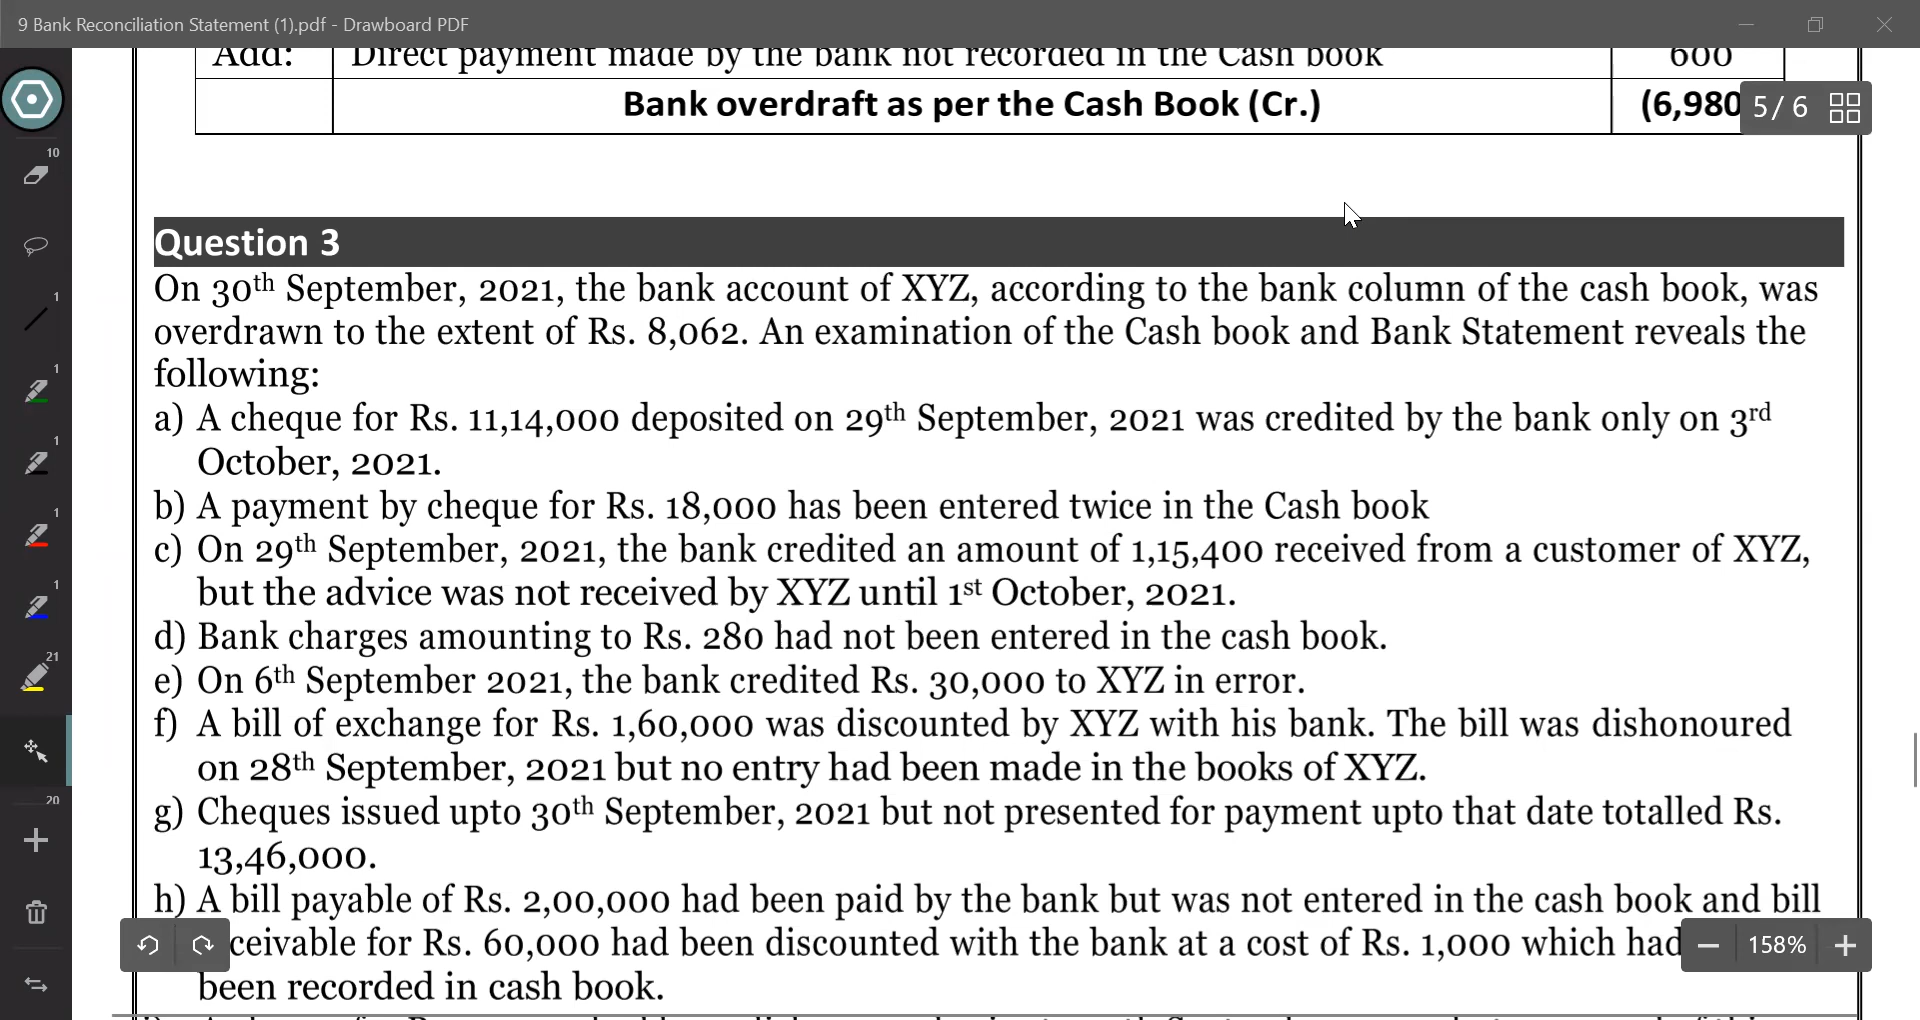 9 Bank Reconciliation Statement (1).pdf - Drawboard PDF
Add: Direct payment made by the bank not recorded in the Cash book 600
Bank overdraft as per the Cash Book (Cr.) (6,980
5/ 6
10
Question 3
On 30th September, 2021, the bank account of XYZ, according to the bank column of the cash book, was
overdrawn to the extent of Rs. 8,062. An examination of the Cash book and Bank Statement reveals the
1
following:
1
a) A cheque for Rs. 11,14,000 deposited on 29th September, 2021 was credited by the bank only on 3rd
1
October, 2021.
b) A payment by cheque for Rs. 18,000 has been entered twice in the Cash book
1
c) On 29th September, 2021, the bank credited an amount of 1,15,400 received from a customer of XYZ,
1
but the advice was not received by XYZ until 1st October, 2021.
d) Bank charges amounting to Rs. 280 had not been entered in the cash book.
21
e) On 6th September 2021, the bank credited Rs. 30,000 to XYZ in error.
f) A bill of exchange for Rs. 1,60,000 was discounted by XYZ with his bank. The bill was dishonoured
on 28th September, 2021 but no entry had been made in the books of XYZ.
20
g) Cheques issued upto 30th September, 2021 but not presented for payment upto that date totalled Rs.
13,46,000.
h) A bill payable of Rs. 2,00,000 had been paid by the bank but was not entered in the cash book and bill
ceivable for Rs. 60,000 had been discounted with the bank at a cost of Rs. 1,000 which had
158%
been recorded in cash book.